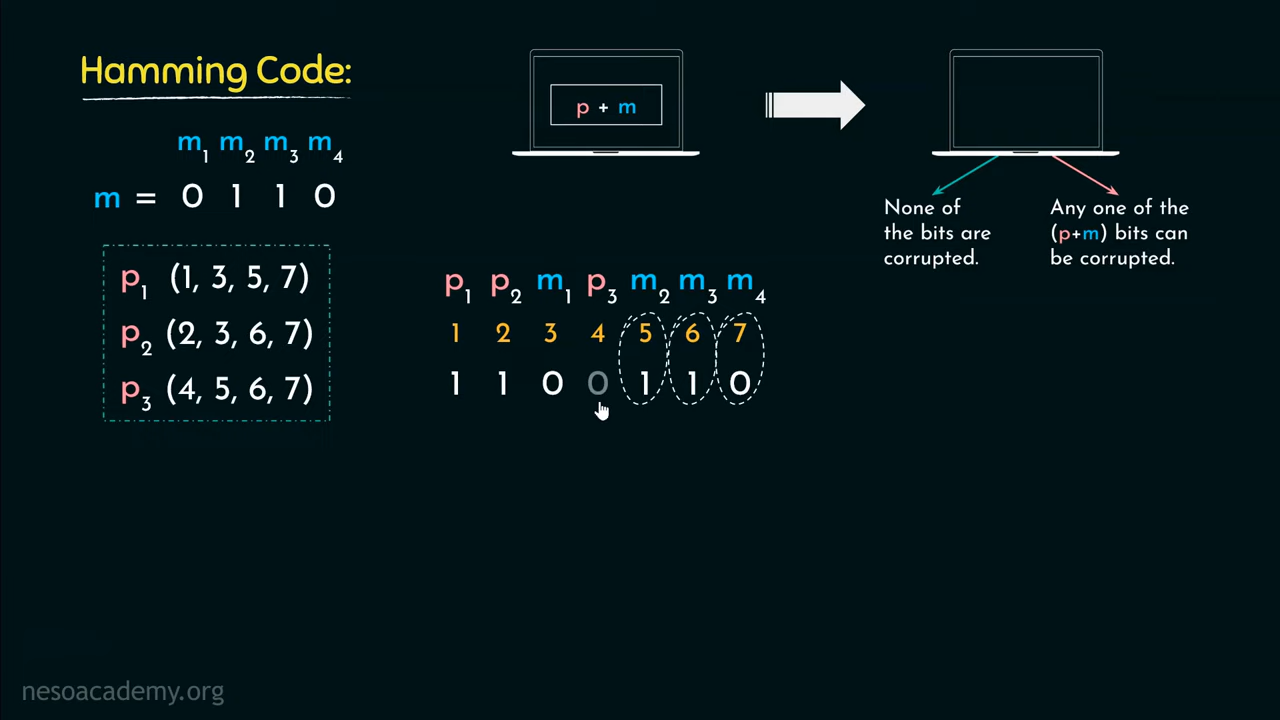 Hamming Code:
m1 m2 m3 m4
m = 0 1 1 0
p1 (1, 3, 5, 7)
p2 (2, 3, 6, 7)
p3 (4, 5, 6, 7)
p + m
None of
the bits are
corrupted.
Any one of the
(p+m) bits can
be corrupted.
p1 p2 m1 p3 m2 m3 m4
1 2 3 4 5 6 7
1 1 0 0 1 1 0
nesoacademy.org